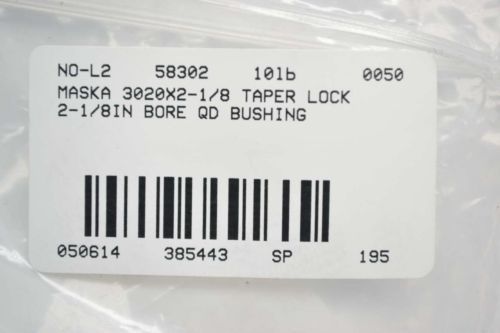 NO-L2 58302 10lb 0050
MASKA 3020X2-1/8 TAPER LOCK
2-1/8IN BORE QD BUSHING
050614 385443 SP 195